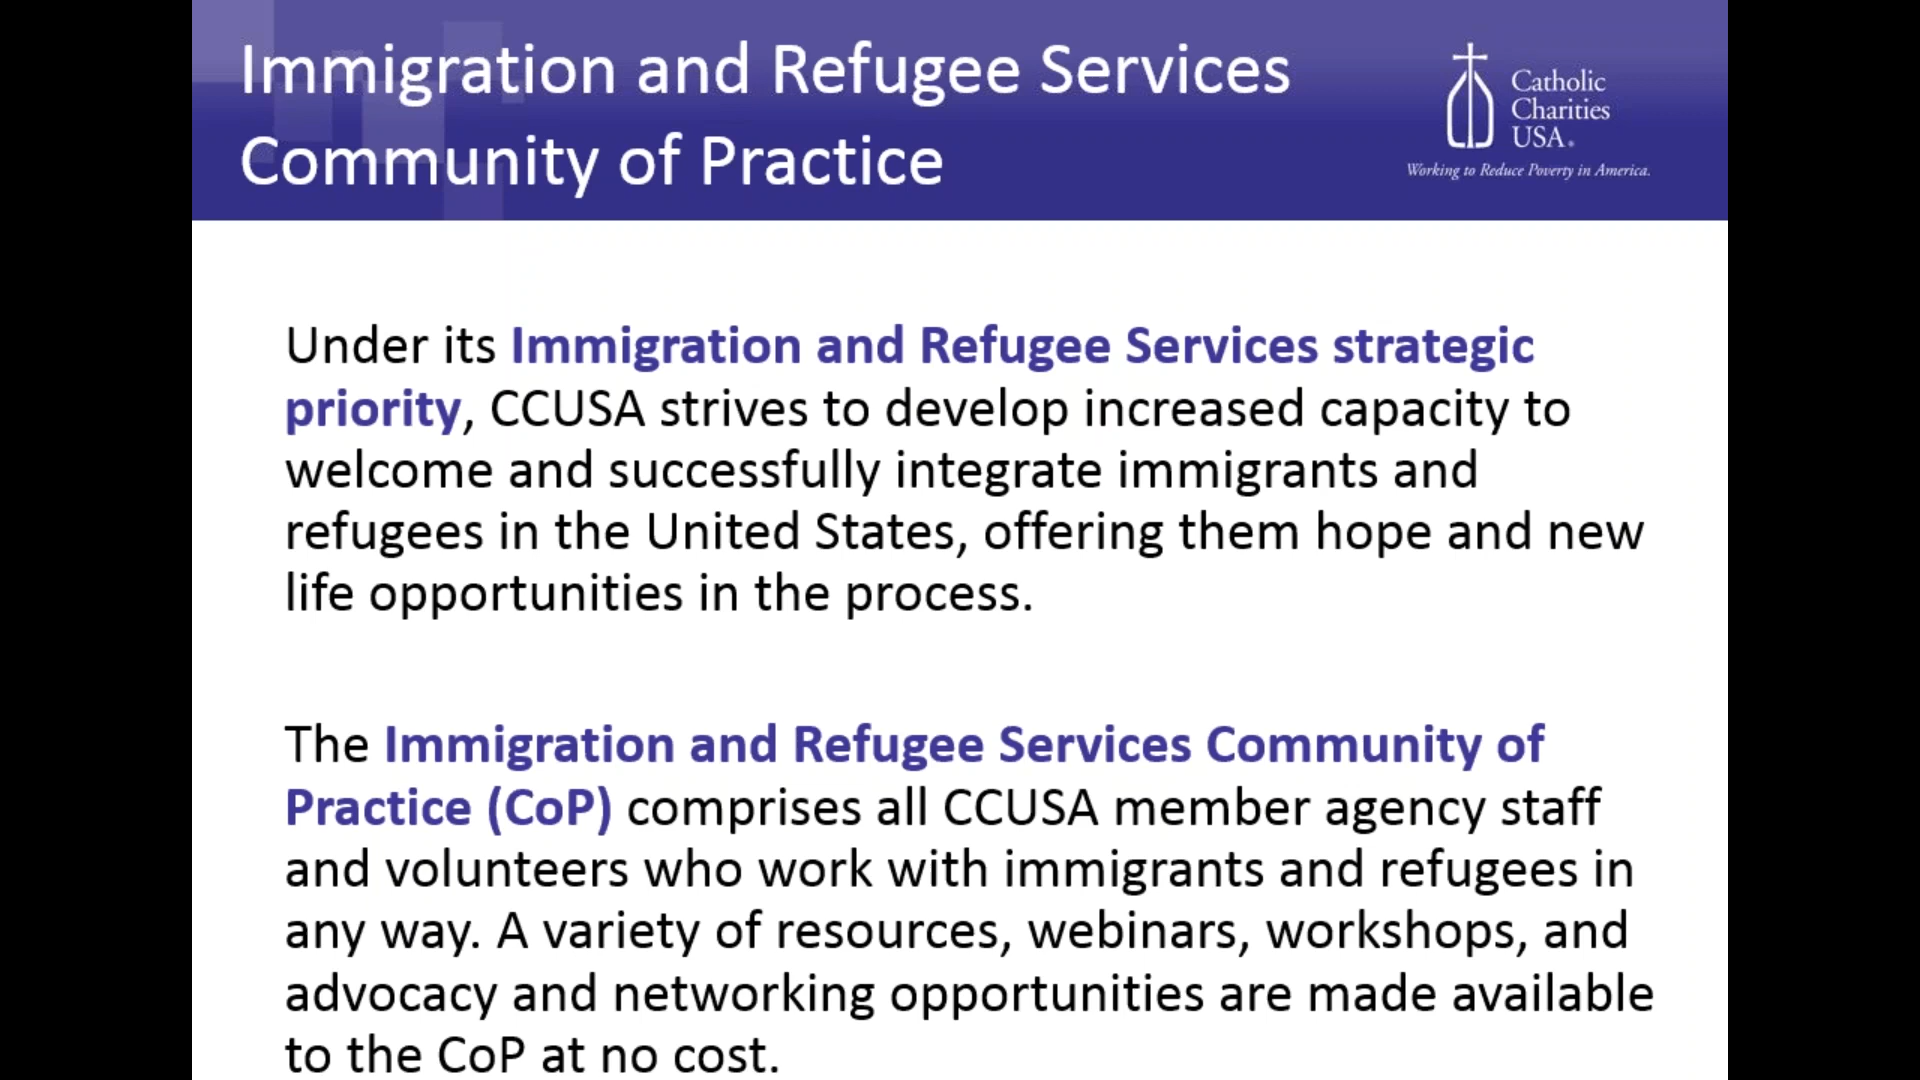 Immigration and Refugee Services
Community of Practice
Catholic
Charities
USA®
Working to Reduce Poverty in America.
Under its Immigration and Refugee Services strategic
priority, CCUSA strives to develop increased capacity to
welcome and successfully integrate immigrants and
refugees in the United States, offering them hope and new
life opportunities in the process.
The Immigration and Refugee Services Community of
Practice (CoP) comprises all CCUSA member agency staff
and volunteers who work with immigrants and refugees in
any way. A variety of resources, webinars, workshops, and
advocacy and networking opportunities are made available
to the CoP at no cost.